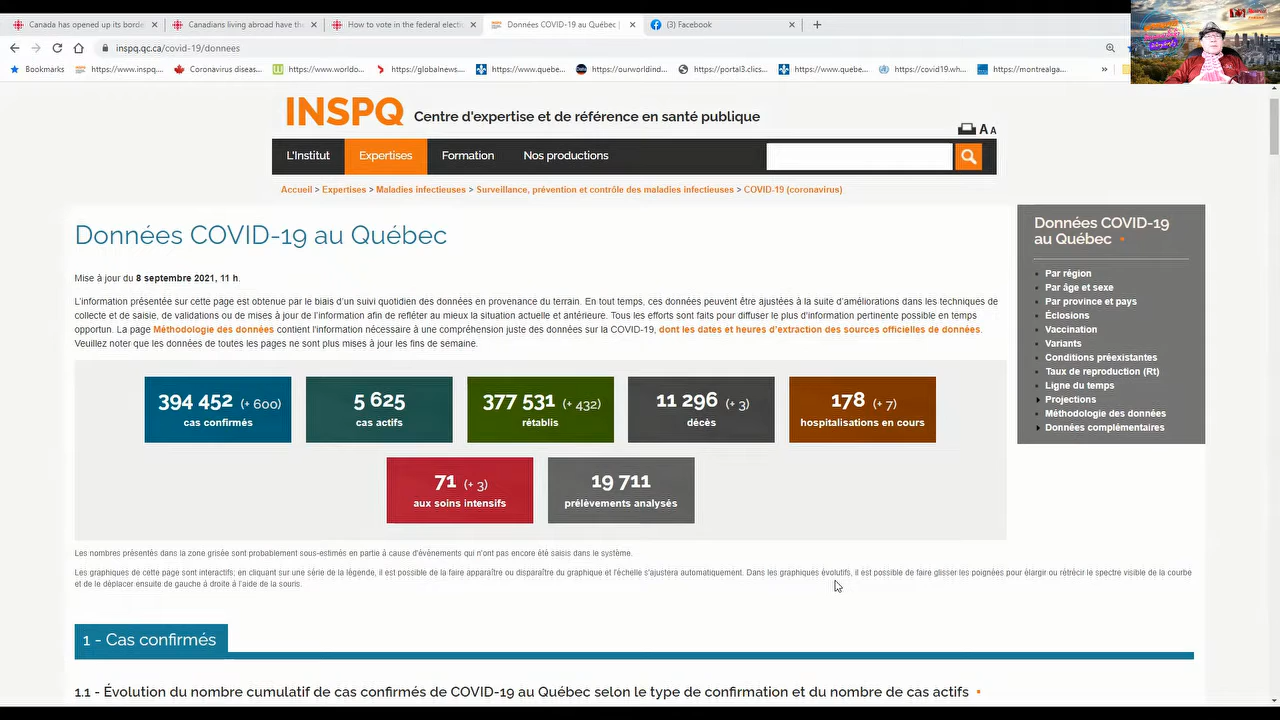 Canada has opened up its borde
Canadians living abroad have the
How to vote in the federal electi
Données COVID-19 au Québec |
(3) Facebook
inspq.qc.ca/covid-19/donnees
Bookmarks
https://www.inspq....
Coronavirus diseas...
https://www.worldo...
https://globalnews....
https://www.quebe...
https://ourworldind...
https://portal3.clics...
https://www.quebe...
https://covid19.wh...
https://montrealga...
INSPQ Centre d'expertise et de référence en santé publique
A A
L'Institut
Expertises
Formation
Nos productions
Accueil > Expertises > Maladies infectieuses > Surveillance, prévention et contrôle des maladies infectieuses > COVID-19 (coronavirus)
Données COVID-19 au Québec
Mise à jour du 8 septembre 2021, 11 h.
L'information présentée sur cette page est obtenue par le biais d'un suivi quotidien des données en provenance du terrain. En tout temps, ces données peuvent être ajustées à la suite d'améliorations dans les techniques de
collecte et de saisie, de validations ou de mises à jour de l'information afin de refléter au mieux la situation actuelle et antérieure. Tous les efforts sont faits pour diffuser le plus d'information pertinente possible en temps
opportun. La page Méthodologie des données contient l'information nécessaire à une compréhension juste des données sur la COVID-19, dont les dates et heures d'extraction des sources officielles de données.
Veuillez noter que les données de toutes les pages ne sont plus mises à jour les fins de semaine.
394 452 (+ 600)
cas confirmés
5 625
cas actifs
377 531 (+ 432)
rétablis
11 296 (+ 3)
décès
178 (+ 7)
hospitalisations en cours
71 (+ 3)
aux soins intensifs
19 711
prélèvements analysés
Les nombres présentés dans la zone grisée sont probablement sous-estimés en partie à cause d'événements qui n'ont pas encore été saisis dans le système.
Les graphiques de cette page sont interactifs; en cliquant sur une série de la légende, il est possible de la faire apparaître ou disparaître du graphique et l'échelle s'ajustera automatiquement. Dans les graphiques évolutifs, il est possible de faire glisser les poignées pour élargir ou rétrécir le spectre visible de la courbe
et de le déplacer ensuite de gauche à droite à l'aide de la souris.
1 - Cas confirmés
1.1 - Évolution du nombre cumulatif de cas confirmés de COVID-19 au Québec selon le type de confirmation et du nombre de cas actifs
Données COVID-19
au Québec
Par région
Par âge et sexe
Par province et pays
Éclosions
Vaccination
Variants
Conditions préexistantes
Taux de reproduction (Rt)
Ligne du temps
Projections
Méthodologie des données
Données complémentaires